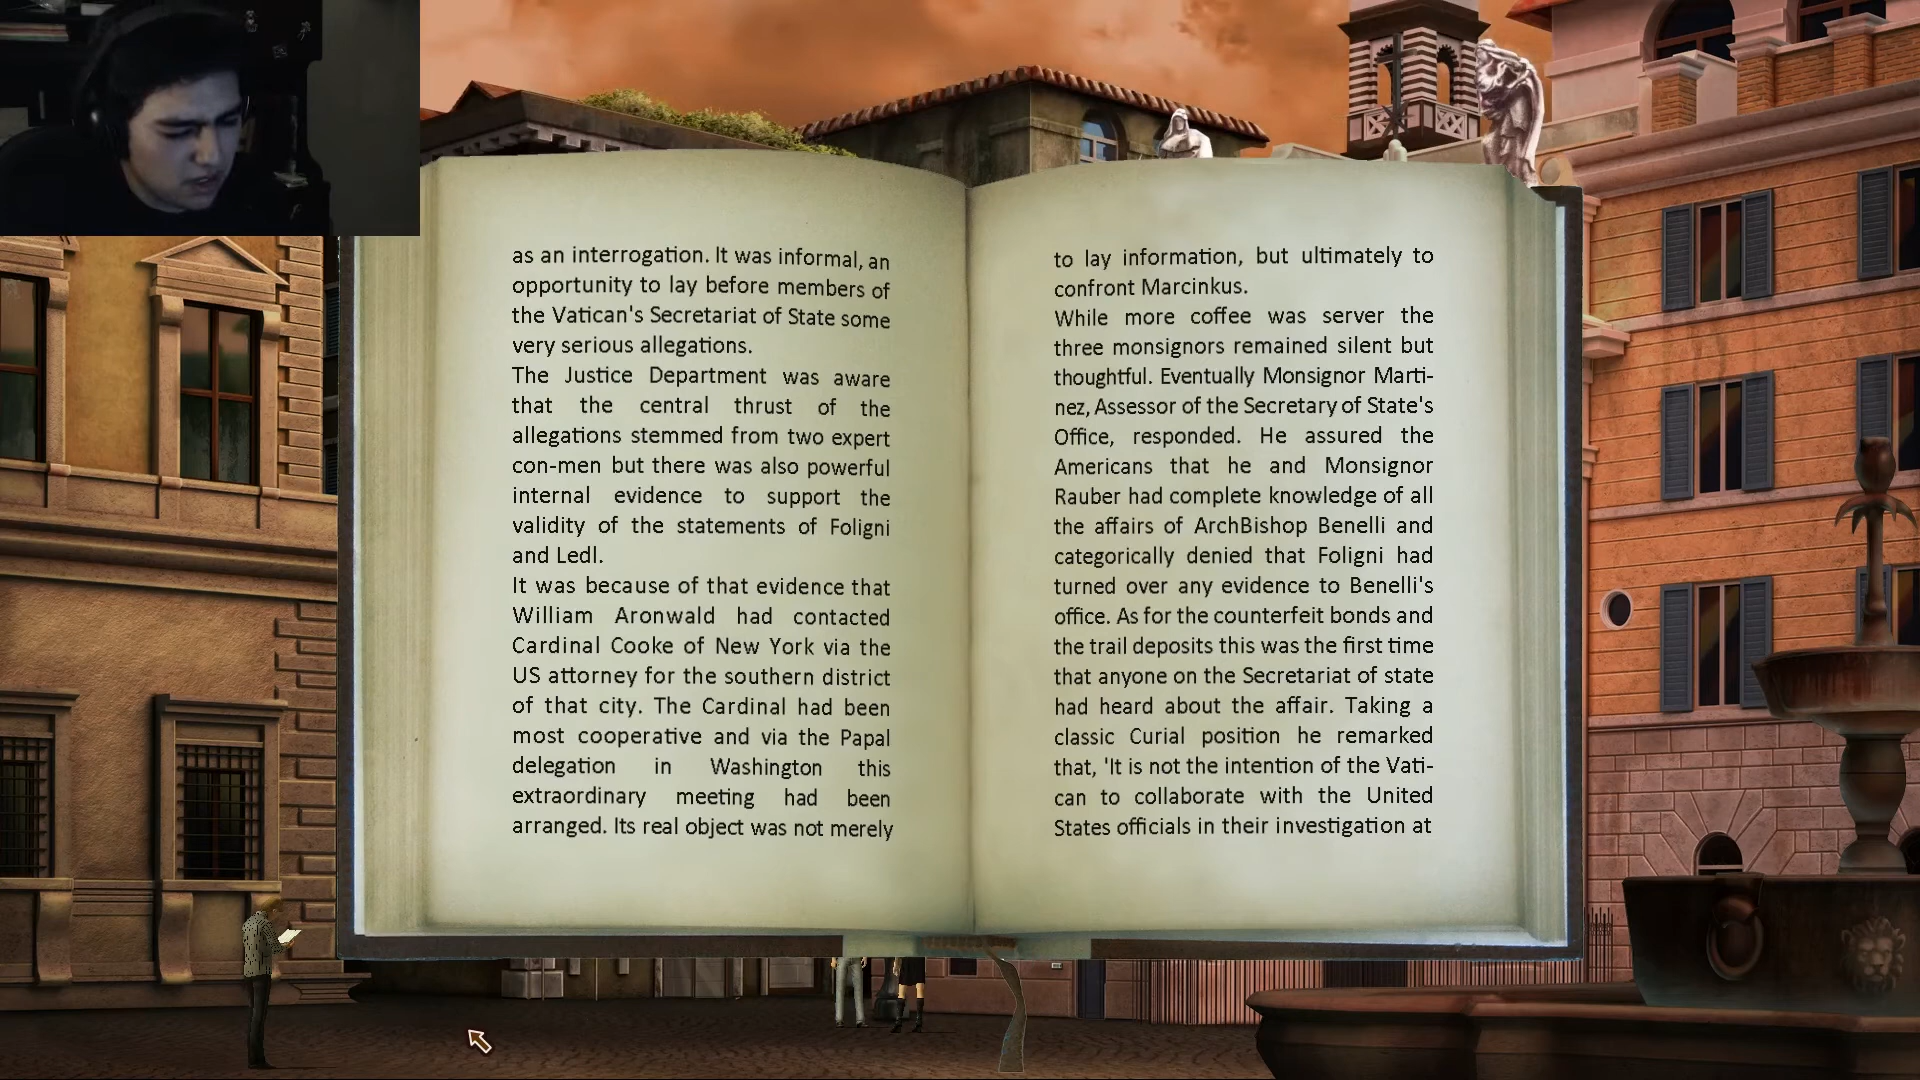 as an interrogation. It was informal, an
opportunity to lay before members of
the Vatican's Secretariat of State some
very serious allegations.
The Justice Department was aware
that the central thrust of the
allegations stemmed from two expert
con-men but there was also powerful
internal evidence to support the
validity of the statements of Foligni
and Ledl.
It was because of that evidence that
William Aronwald had contacted
Cardinal Cooke of New York via the
US attorney for the southern district
of that city. The Cardinal had been
most cooperative and via the Papal
delegation in Washington this
extraordinary meeting had been
arranged. Its real object was not merely
to lay information, but ultimately to
confront Marcinkus.
While more coffee was server the
three monsignors remained silent but
thoughtful. Eventually Monsignor Marti-
nez, Assessor of the Secretary of State's
Office, responded. He assured the
Americans that he and Monsignor
Rauber had complete knowledge of all
the affairs of ArchBishop Benelli and
categorically denied that Foligni had
turned over any evidence to Benelli's
office. As for the counterfeit bonds and
the trail deposits this was the first time
that anyone on the Secretariat of state
had heard about the affair. Taking a
classic Curial position he remarked
that, 'It is not the intention of the Vati-
can to collaborate with the United
States officials in their investigation at